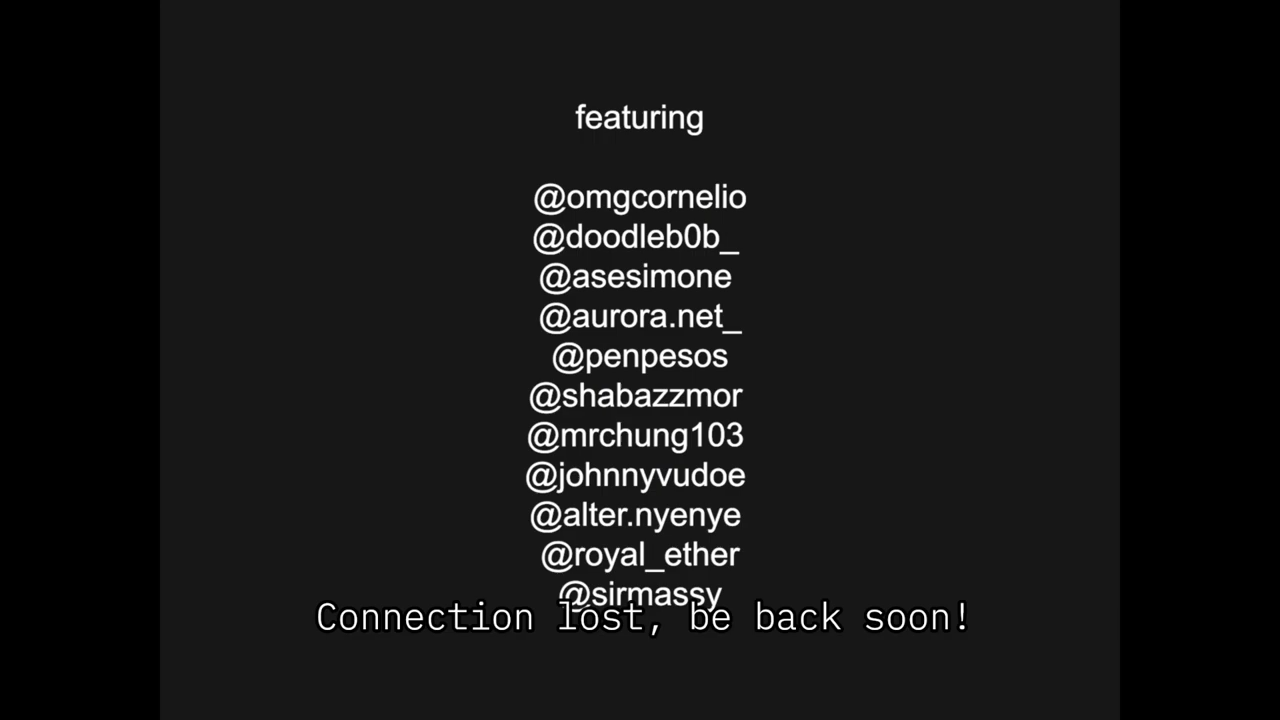 featuring
@omgcornelio
@doodleb0b_
@asesimone
@aurora.net_
@penpesos
@shabazzmor
@mrchung103
@johnnyvudoe
@alter.nyenye
@royal_ether
@sirmassy
Connection lost, be back soon!